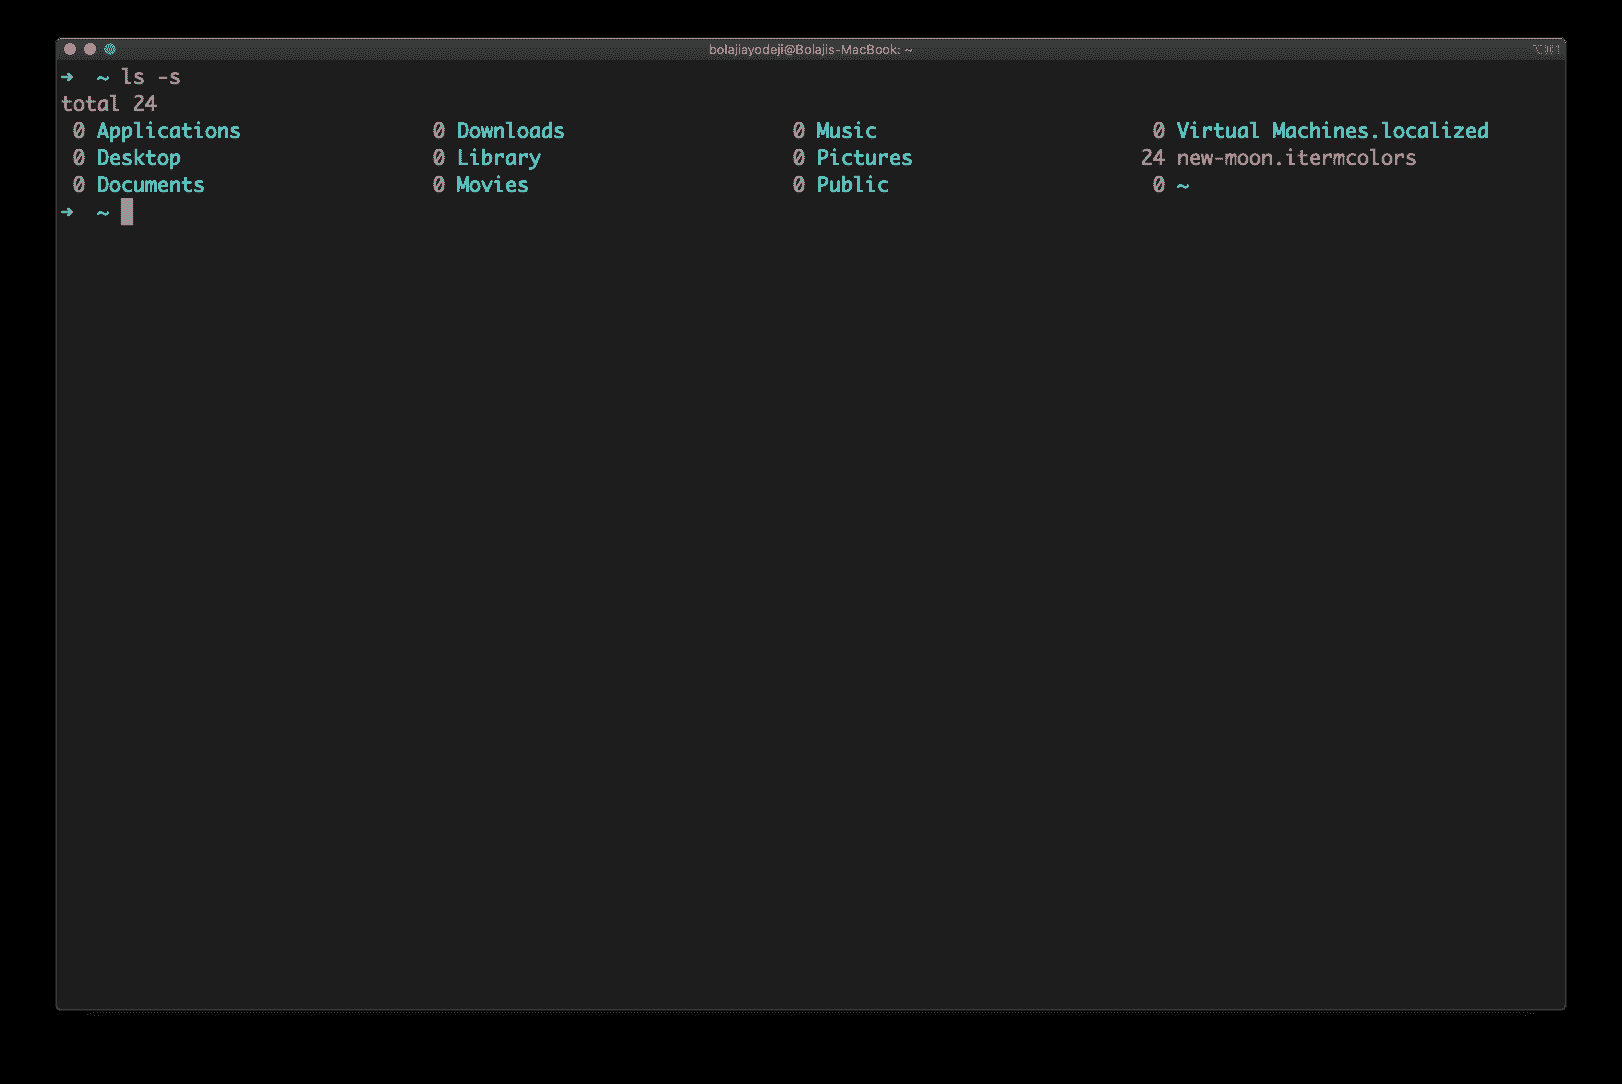 bolajiayodeji@Bolajis-MacBook: ~
➜ ~ ls -s
total 24
0 Applications 0 Downloads 0 Music 0 Virtual Machines.localized
0 Desktop 0 Library 0 Pictures 24 new-moon.itermcolors
0 Documents 0 Movies 0 Public 0 ~
➜ ~